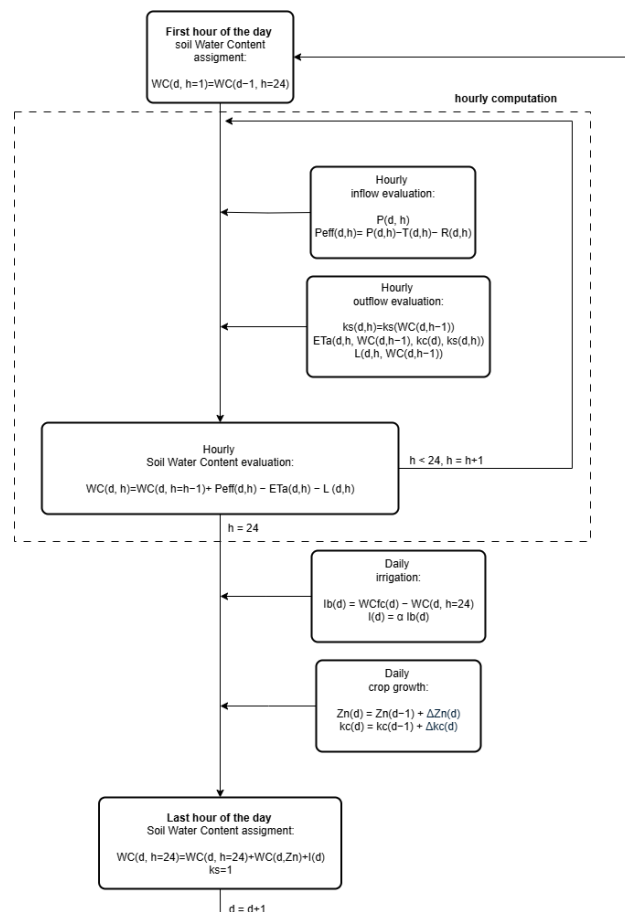 First hour of the day
soil Water Content
assigment:
WC(d, h=1)=WC(d−1, h=24)
hourly computation
Hourly
inflow evaluation:
P(d, h)
Peff(d,h)= P(d,h)−T(d,h)− R(d,h)
Hourly
outflow evaluation:
ks(d,h)=ks(WC(d,h−1))
ETa(d,h, WC(d,h−1), kc(d), ks(d,h))
L(d,h, WC(d,h−1))
Hourly
Soil Water Content evaluation:
WC(d, h)=WC(d, h=h−1)+ Peff(d,h) − ETa(d,h) − L (d,h)
h < 24, h = h+1
h = 24
Daily
irrigation:
Ib(d) = WCfc(d) − WC(d, h=24)
I(d) = α Ib(d)
Daily
crop growth:
Zn(d) = Zn(d−1) + ΔZn(d)
kc(d) = kc(d−1) + Δkc(d)
Last hour of the day
Soil Water Content assigment:
WC(d, h=24)=WC(d, h=24)+WC(d,Zn)+I(d)
ks=1
d = d+1